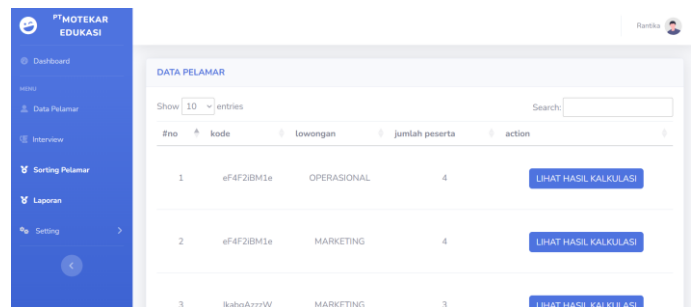 PTMOTEKAR
EDUKASI
Rantika
Dashboard
MENU
Data Pelamar
Interview
Sorting Pelamar
Laporan
Setting
DATA PELAMAR
Show 10 entries
Search:
#no kode lowongan jumlah peserta action
1 eF4F2iBM1e OPERASIONAL 4 LIHAT HASIL KALKULASI
2 eF4F2iBM1e MARKETING 4 LIHAT HASIL KALKULASI
3 MARKETING 3 LIHAT HASIL KALKULASI